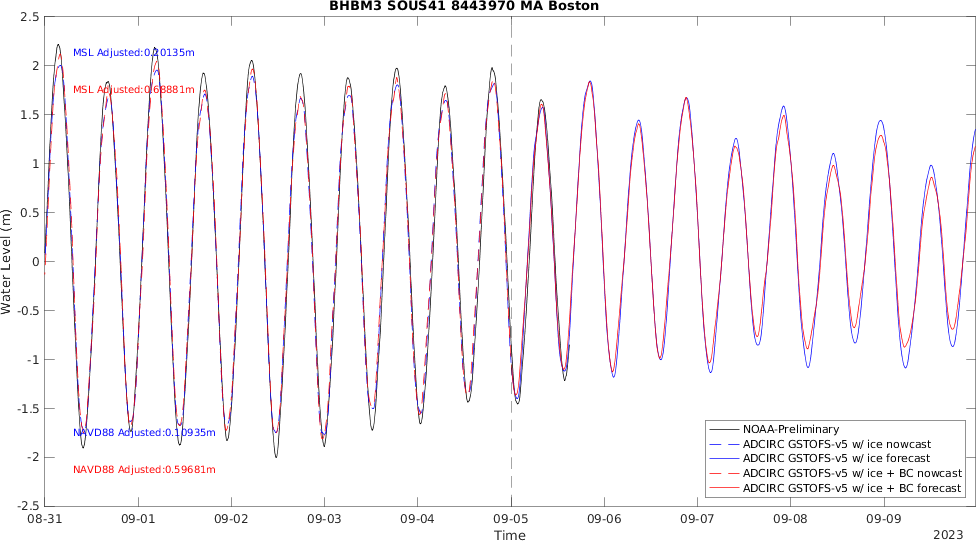 BHBM3 SOUS41 8443970 MA Boston
2.5
2
1.5
1
0.5
0
-0.5
-1
-1.5
-2
-2.5
Water Level (m)
MSL Adjusted:0.20135m
MSL Adjusted:0.68881m
NAVD88 Adjusted:0.10935m
NAVD88 Adjusted:0.59681m
NOAA-Preliminary
ADCIRC GSTOFS-v5 w/ ice nowcast
ADCIRC GSTOFS-v5 w/ ice forecast
ADCIRC GSTOFS-v5 w/ ice + BC nowcast
ADCIRC GSTOFS-v5 w/ ice + BC forecast
08-31 09-01 09-02 09-03 09-04 09-05 09-06 09-07 09-08 09-09
Time
2023